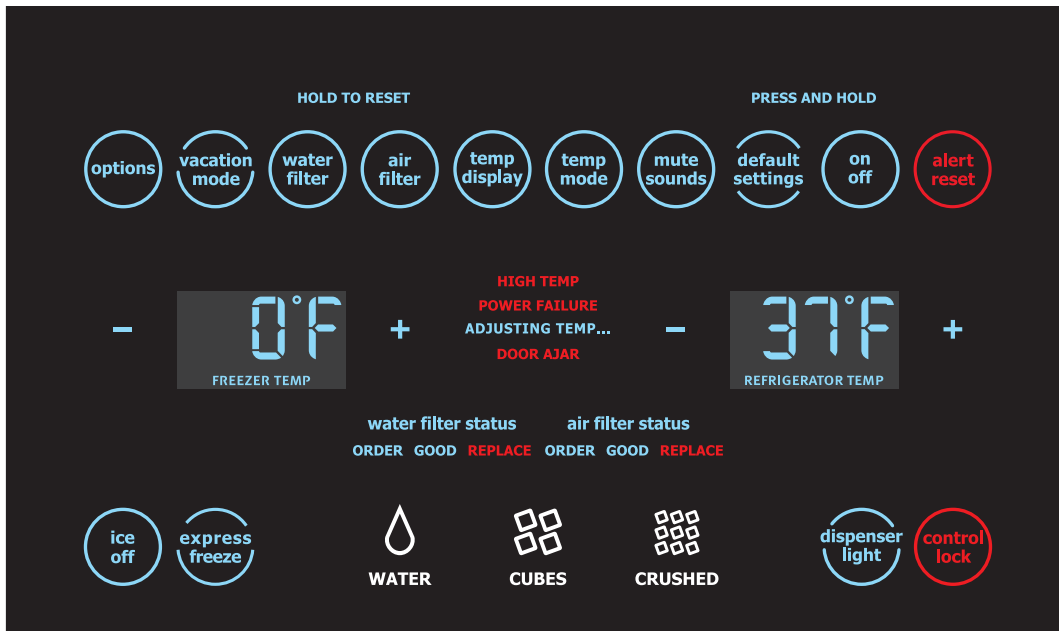 HOLD TO RESET PRESS AND HOLD
options vacation mode water filter air filter temp display temp mode mute sounds default settings on off alert reset
HIGH TEMP
POWER FAILURE
ADJUSTING TEMP...
DOOR AJAR
- 0°F + - 37°F +
FREEZER TEMP REFRIGERATOR TEMP
water filter status air filter status
ORDER GOOD REPLACE ORDER GOOD REPLACE
ice off express freeze dispenser light control lock
WATER CUBES CRUSHED